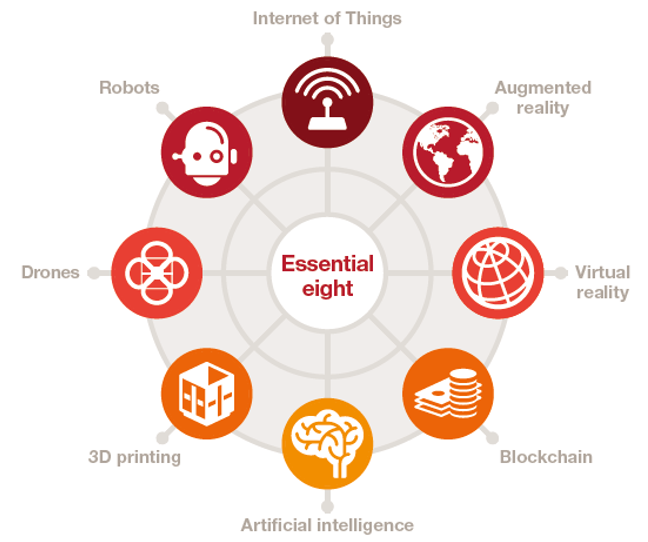 Internet of Things
Robots
Augmented
reality
Essential
eight
Drones
Virtual
reality
3D printing
Blockchain
Artificial intelligence